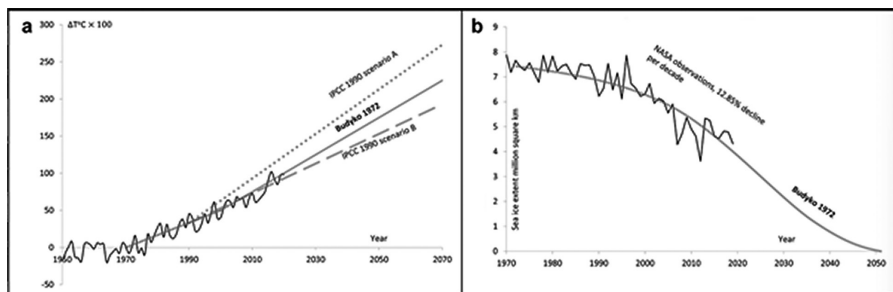 a
ΔT°C × 100
300
250
200
150
100
50
0
-50
1960
1970
1990
2010
2030
2050
2070
Year
IPCC 1990 scenario A
Budyko 1972
IPCC 1990 scenario B
b
9
8
7
6
5
4
3
2
1
0
1970
1980
1990
2000
2010
2020
2030
2040
2050
Year
Sea ice extent million square km
NASA observations, 12.85% decline
per decade
Budyko 1972